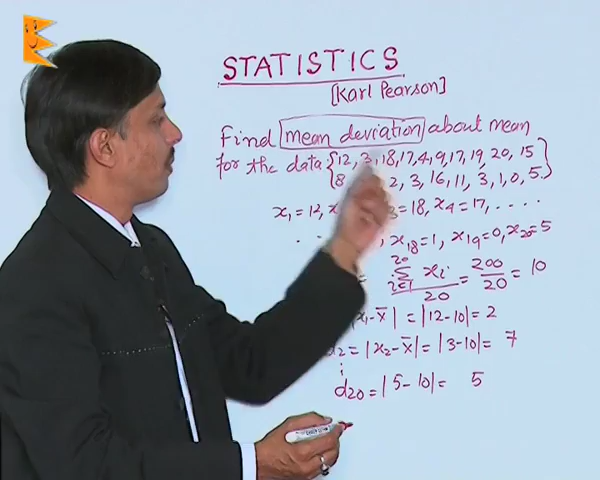 STATISTICS
[Karl Pearson]
Find mean deviation about mean
for the data {12, 3, 18, 17, 4, 9, 17, 19, 20, 15
8 2, 3, 16, 11, 3, 1, 0, 5}
x₁ = 12, x 3 = 18, x₄ = 17, . . . .
. . , x₁₈ = 1, x₁₉ = 0, x₂₀ = 5
= 20 Σ i=1 xᵢ / 20 = 200 / 20 = 10
x₁ - x̄ | = | 12 - 10 | = 2
d₂ = | x₂ - x̄ | = | 3 - 10 | = 7
⋮
d₂₀ = | 5 - 10 | = 5